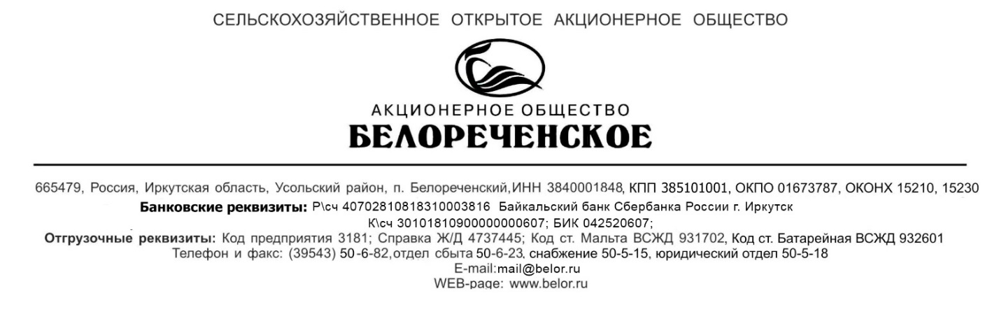 СЕЛЬСКОХОЗЯЙСТВЕННОЕ ОТКРЫТОЕ АКЦИОНЕРНОЕ ОБЩЕСТВО
АКЦИОНЕРНОЕ ОБЩЕСТВО
БЕЛОРЕЧЕНСКОЕ
665479, Россия, Иркутская область, Усольский район, п. Белореченский,ИНН 3840001848, КПП 385101001, ОКПО 01673787, ОКОНХ 15210, 15230
Банковские реквизиты: Р\сч 40702810818310003816 Байкальский банк Сбербанка России г. Иркутск
К\сч 30101810900000000607; БИК 042520607;
Отгрузочные реквизиты: Код предприятия 3181; Справка Ж/Д 4737445; Код ст. Мальта ВСЖД 931702, Код ст. Батарейная ВСЖД 932601
Телефон и факс: (39543) 50-6-82,отдел сбыта 50-6-23, снабжение 50-5-15, юридический отдел 50-5-18
E-mail:mail@belor.ru
WEB-page: www.belor.ru